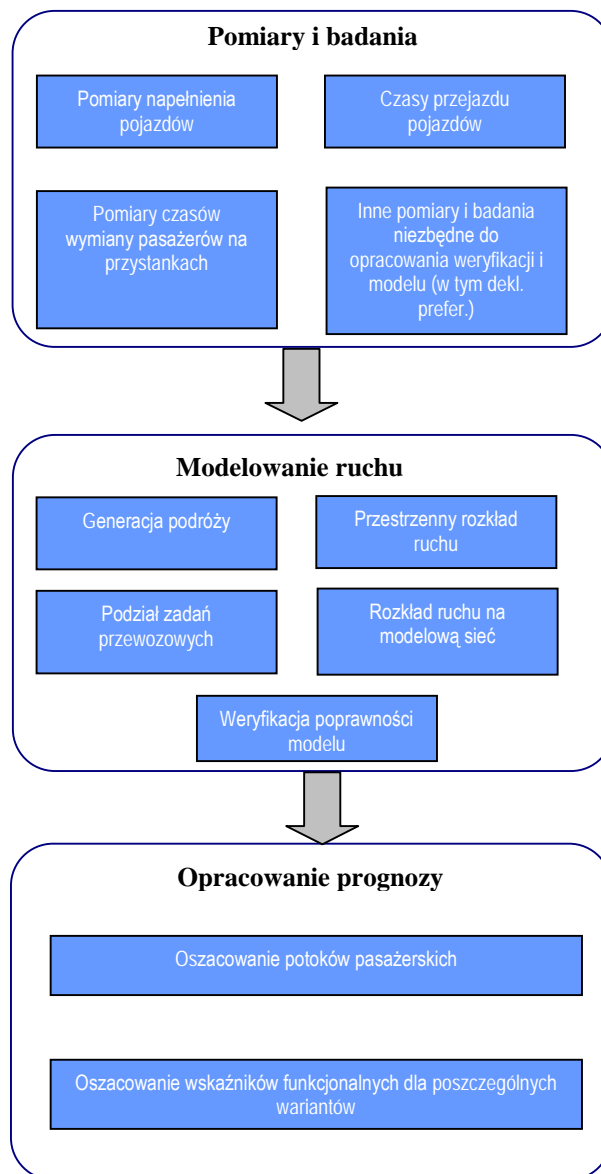 Pomiary i badania
Pomiary napełnienia
pojazdów
Czasy przejazdu
pojazdów
Pomiary czasów
wymiany pasażerów na
przystankach
Inne pomiary i badania
niezbędne do
opracowania weryfikacji i
modelu (w tym dekl.
prefer.)
Modelowanie ruchu
Generacja podróży
Przestrzenny rozkład
ruchu
Podział zadań
przewozowych
Rozkład ruchu na
modelową sieć
Weryfikacja poprawności
modelu
Opracowanie prognozy
Oszacowanie potoków pasażerskich
Oszacowanie wskaźników funkcjonalnych dla poszczególnych
wariantów